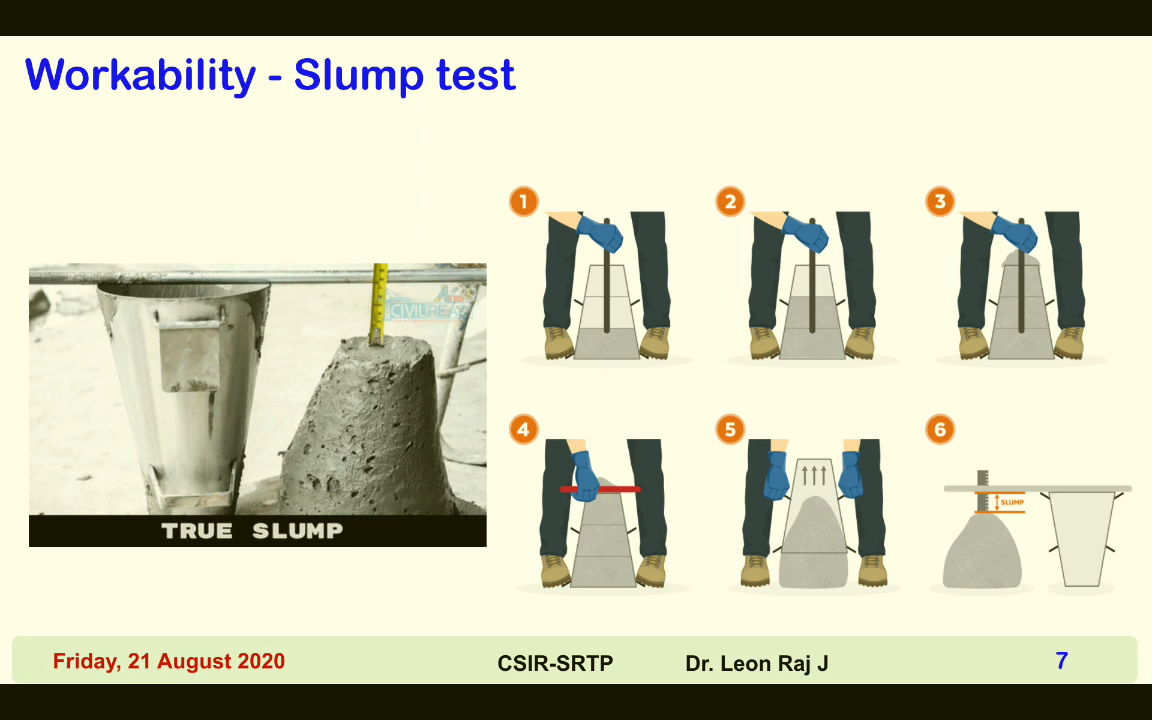 Workability - Slump test
1
2
3
CIVILREAD
TRUE SLUMP
4
5
6
SLUMP
Friday, 21 August 2020
CSIR-SRTP
Dr. Leon Raj J
7